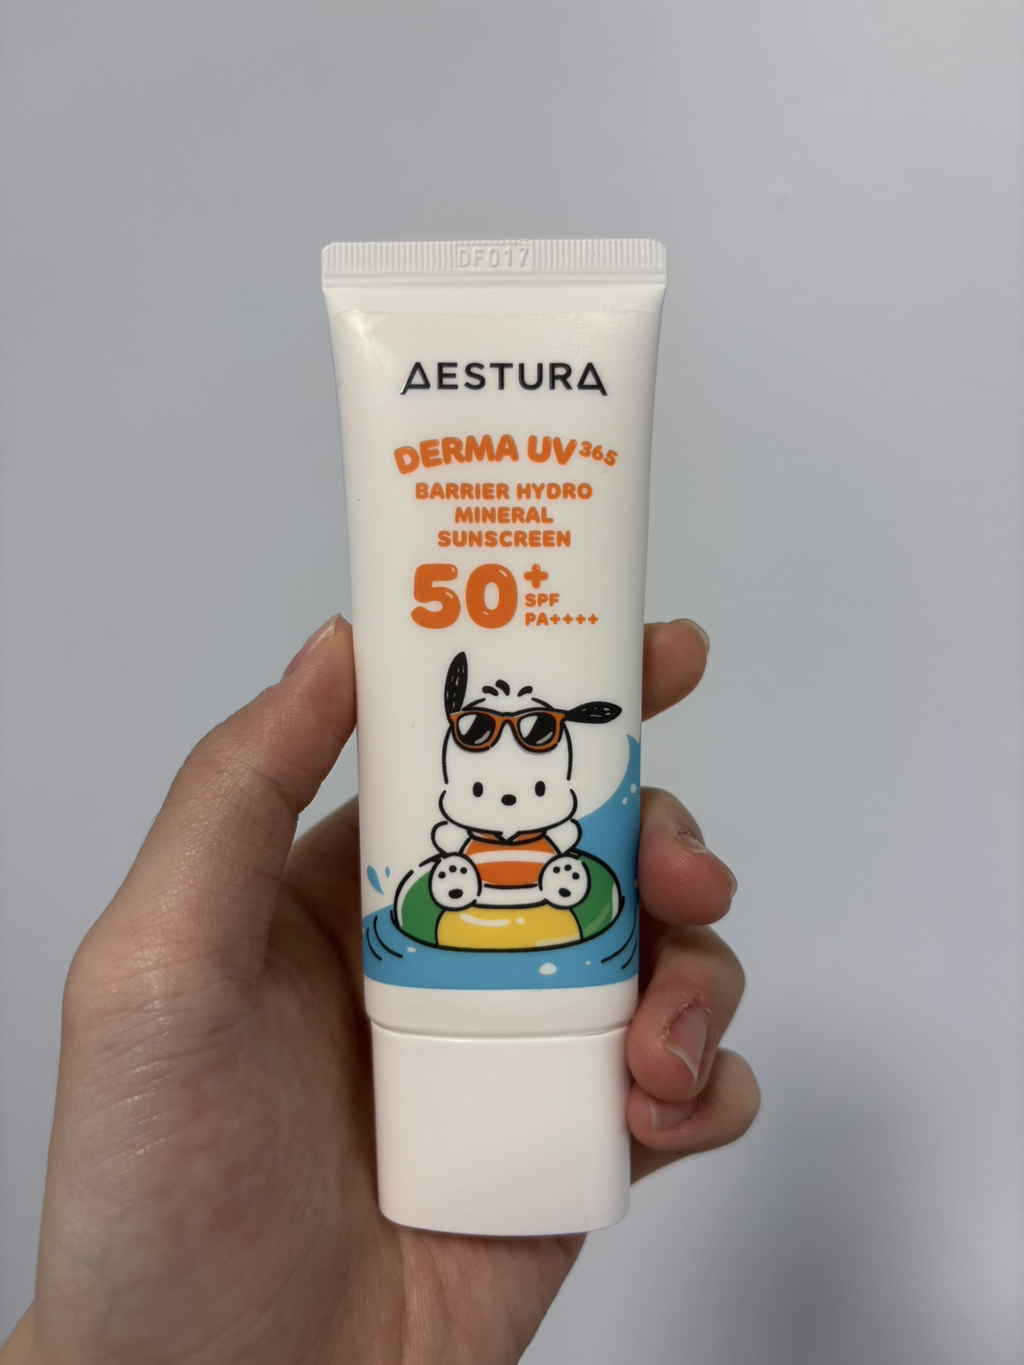 DF017
AESTURA
DERMA UV 365
BARRIER HYDRO
MINERAL
SUNSCREEN
50+
SPF
PA++++